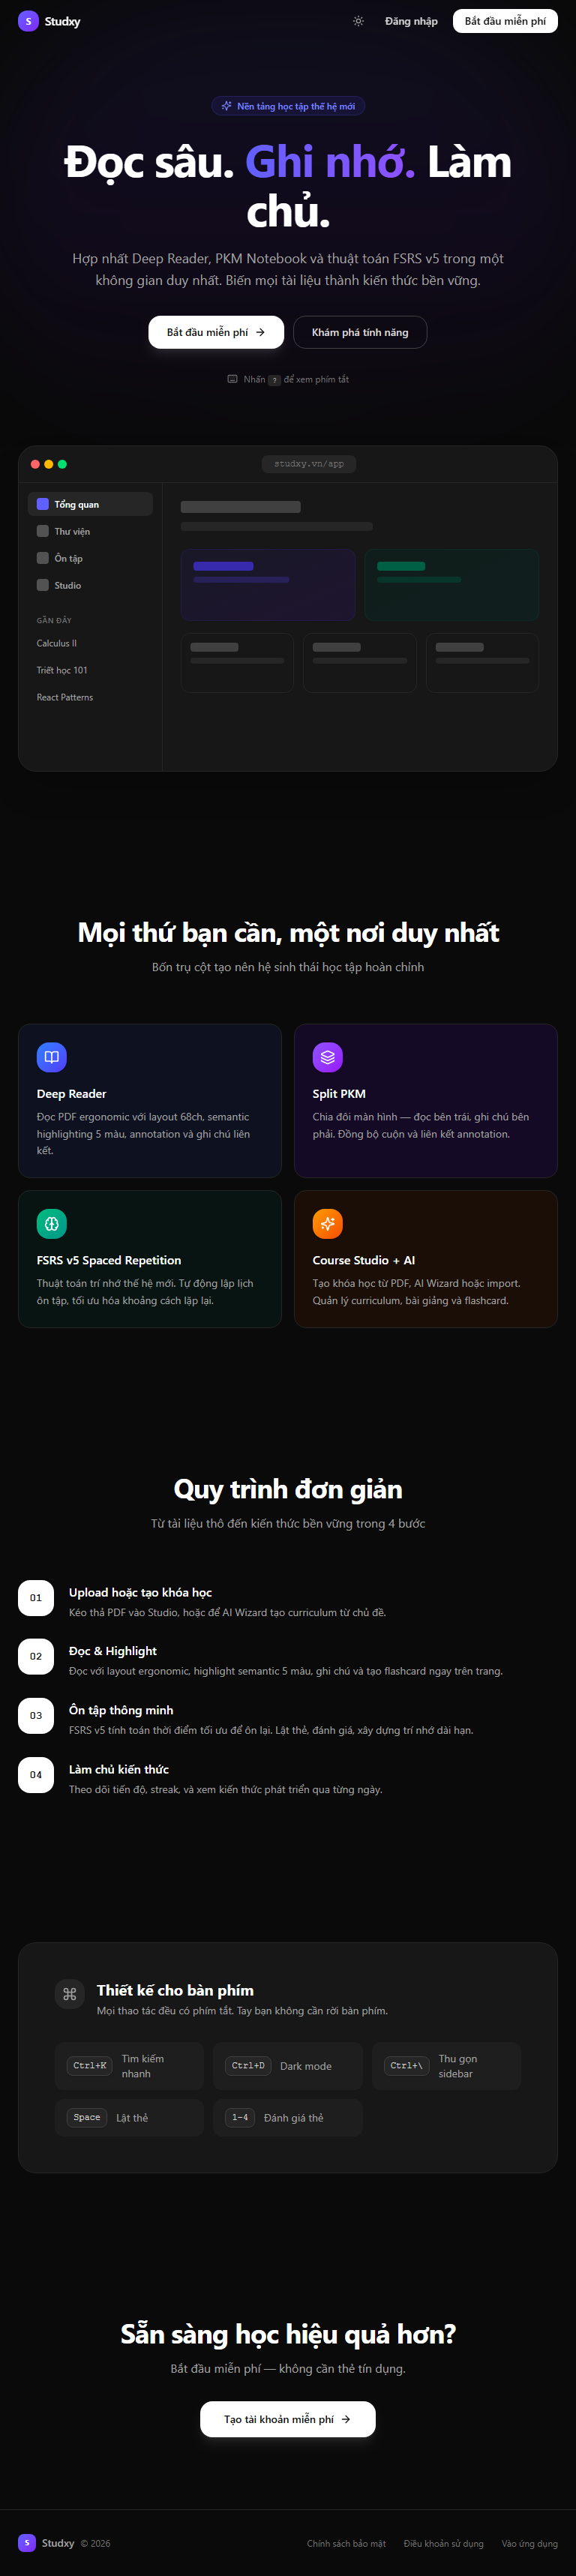 S Studxy
Đăng nhập
Bắt đầu miễn phí
Nền tảng học tập thế hệ mới
Đọc sâu. Ghi nhớ. Làm
chủ.
Hợp nhất Deep Reader, PKM Notebook và thuật toán FSRS v5 trong một
không gian duy nhất. Biến mọi tài liệu thành kiến thức bền vững.
Bắt đầu miễn phí →
Khám phá tính năng
Nhấn ? để xem phím tắt
studxy.vn/app
Tổng quan
Thư viện
Ôn tập
Studio
GẦN ĐÂY
Calculus II
Triết học 101
React Patterns
Mọi thứ bạn cần, một nơi duy nhất
Bốn trụ cột tạo nên hệ sinh thái học tập hoàn chỉnh
Deep Reader
Đọc PDF ergonomic với layout 68ch, semantic
highlighting 5 màu, annotation và ghi chú liên
kết.
Split PKM
Chia đôi màn hình — đọc bên trái, ghi chú bên
phải. Đồng bộ cuộn và liên kết annotation.
FSRS v5 Spaced Repetition
Thuật toán trí nhớ thế hệ mới. Tự động lập lịch
ôn tập, tối ưu hóa khoảng cách lặp lại.
Course Studio + AI
Tạo khóa học từ PDF, AI Wizard hoặc import.
Quản lý curriculum, bài giảng và flashcard.
Quy trình đơn giản
Từ tài liệu thô đến kiến thức bền vững trong 4 bước
01
Upload hoặc tạo khóa học
Kéo thả PDF vào Studio, hoặc để AI Wizard tạo curriculum từ chủ đề.
02
Đọc & Highlight
Đọc với layout ergonomic, highlight semantic 5 màu, ghi chú và tạo flashcard ngay trên trang.
03
Ôn tập thông minh
FSRS v5 tính toán thời điểm tối ưu để ôn lại. Lật thẻ, đánh giá, xây dựng trí nhớ dài hạn.
04
Làm chủ kiến thức
Theo dõi tiến độ, streak, và xem kiến thức phát triển qua từng ngày.
Thiết kế cho bàn phím
Mọi thao tác đều có phím tắt. Tay bạn không cần rời bàn phím.
Ctrl+K Tìm kiếm
nhanh
Ctrl+D Dark mode
Ctrl+\ Thu gọn
sidebar
Space Lật thẻ
1-4 Đánh giá thẻ
Sẵn sàng học hiệu quả hơn?
Bắt đầu miễn phí — không cần thẻ tín dụng.
Tạo tài khoản miễn phí →
S Studxy © 2026
Chính sách bảo mật
Điều khoản sử dụng
Vào ứng dụng